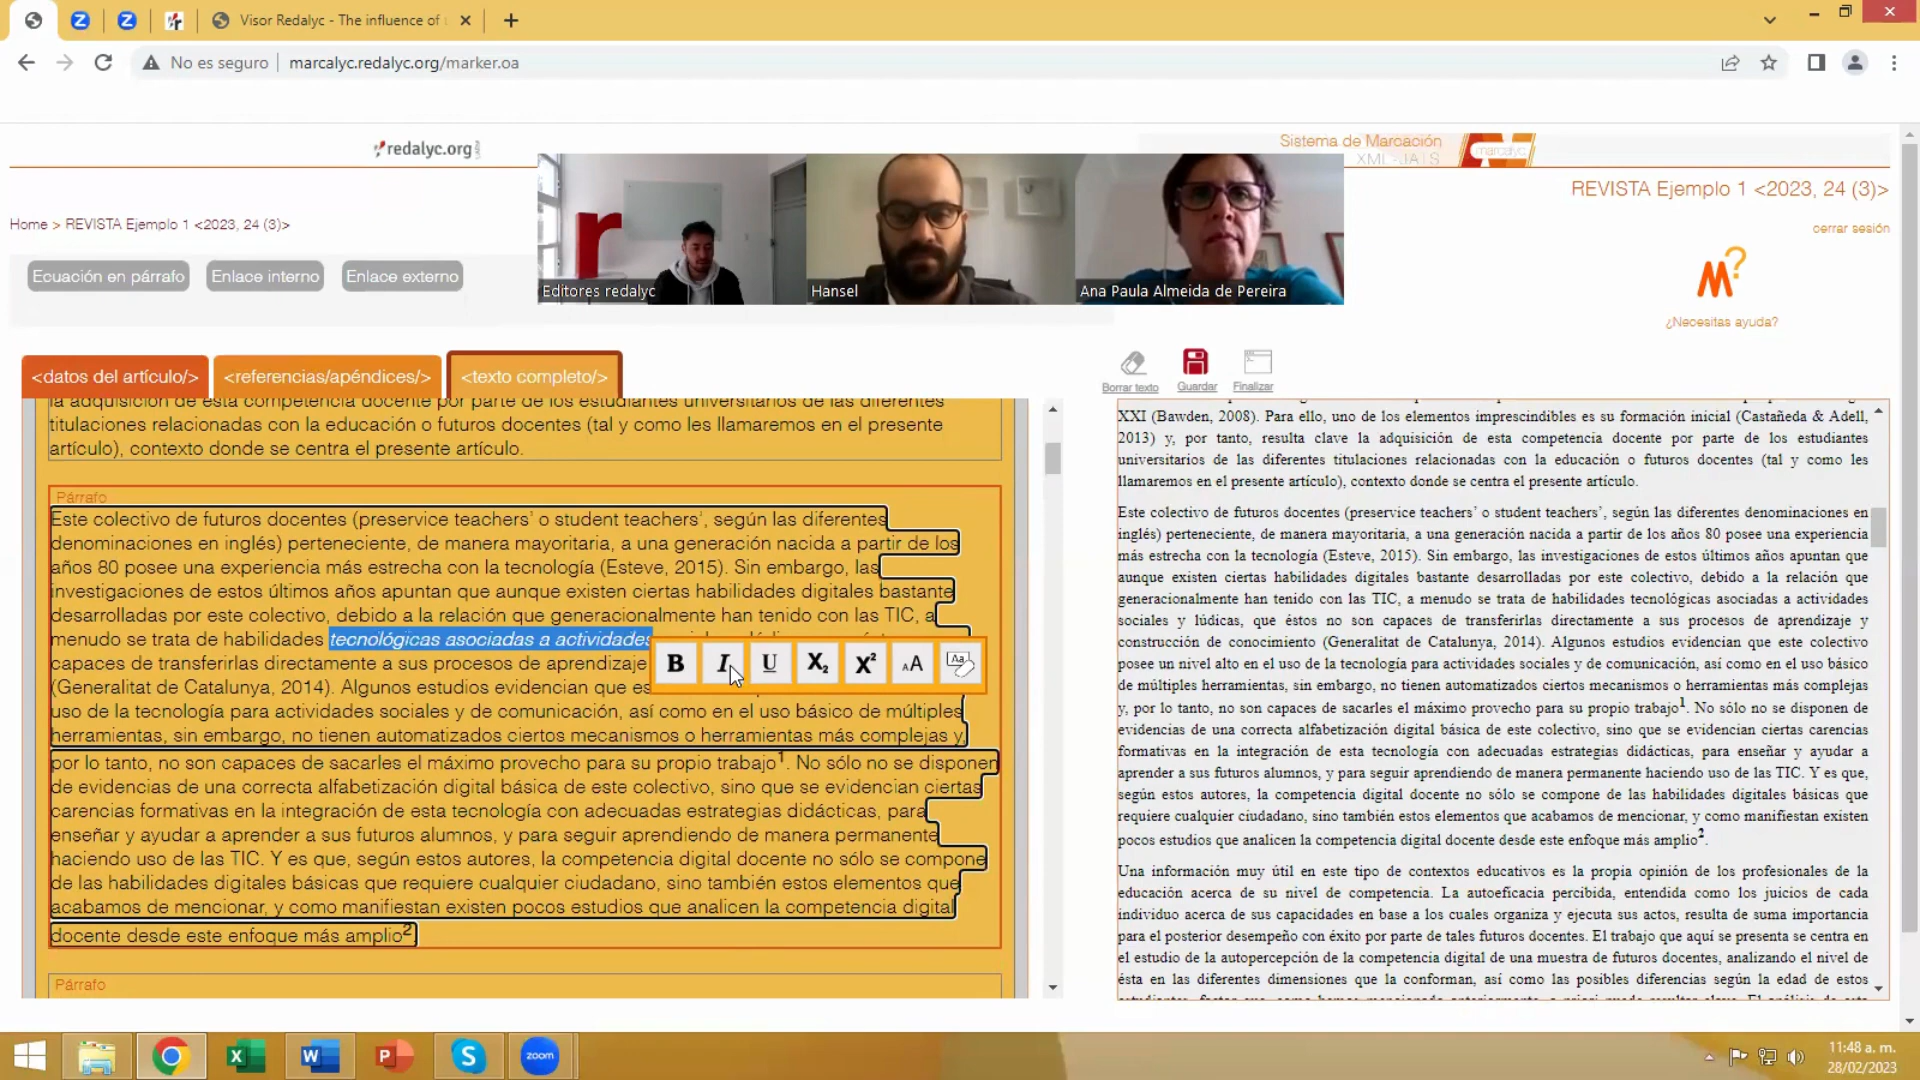 Visor Redalyc - The influence of
No es seguro
marcalyc.redalyc.org/marker.oa
redalyc.org
Sistema de Marcación
XML-JATS
marcalyc
REVISTA Ejemplo 1 <2023, 24 (3)>
Home > REVISTA Ejemplo 1 <2023, 24 (3)>
cerrar sesión
Ecuación en párrafo
Enlace interno
Enlace externo
r
Editores redalyc
Hansel
Ana Paula Almeida de Pereira
M?
¿Necesitas ayuda?
<datos del artículo/>
<referencias/apéndices/>
<texto completo/>
Borrar texto
Guardar
Finalizar
la adquisición de esta competencia docente por parte de los estudiantes universitarios de las diferentes
titulaciones relacionadas con la educación o futuros docentes (tal y como les llamaremos en el presente
artículo), contexto donde se centra el presente artículo.
Párrafo
Este colectivo de futuros docentes (preservice teachers’ o student teachers’, según las diferentes
denominaciones en inglés) perteneciente, de manera mayoritaria, a una generación nacida a partir de los
años 80 posee una experiencia más estrecha con la tecnología (Esteve, 2015). Sin embargo, las
investigaciones de estos últimos años apuntan que aunque existen ciertas habilidades digitales bastante
desarrolladas por este colectivo, debido a la relación que generacionalmente han tenido con las TIC, a
menudo se trata de habilidades tecnológicas asociadas a actividades
capaces de transferirlas directamente a sus procesos de aprendizaje
(Generalitat de Catalunya, 2014). Algunos estudios evidencian que es
uso de la tecnología para actividades sociales y de comunicación, así como en el uso básico de múltiples
herramientas, sin embargo, no tienen automatizados ciertos mecanismos o herramientas más complejas y,
por lo tanto, no son capaces de sacarles el máximo provecho para su propio trabajo1. No sólo no se disponen
de evidencias de una correcta alfabetización digital básica de este colectivo, sino que se evidencian ciertas
carencias formativas en la integración de esta tecnología con adecuadas estrategias didácticas, para
enseñar y ayudar a aprender a sus futuros alumnos, y para seguir aprendiendo de manera permanente
haciendo uso de las TIC. Y es que, según estos autores, la competencia digital docente no sólo se compone
de las habilidades digitales básicas que requiere cualquier ciudadano, sino también estos elementos que
acabamos de mencionar, y como manifiestan existen pocos estudios que analicen la competencia digital
docente desde este enfoque más amplio2.
Párrafo
B I U X2 X2 AA Aa
XXI (Bawden, 2008). Para ello, uno de los elementos imprescindibles es su formación inicial (Castañeda & Adell,
2013) y, por tanto, resulta clave la adquisición de esta competencia docente por parte de los estudiantes
universitarios de las diferentes titulaciones relacionadas con la educación o futuros docentes (tal y como les
llamaremos en el presente artículo), contexto donde se centra el presente artículo.
Este colectivo de futuros docentes (preservice teachers’ o student teachers’, según las diferentes denominaciones en
inglés) perteneciente, de manera mayoritaria, a una generación nacida a partir de los años 80 posee una experiencia
más estrecha con la tecnología (Esteve, 2015). Sin embargo, las investigaciones de estos últimos años apuntan que
aunque existen ciertas habilidades digitales bastante desarrolladas por este colectivo, debido a la relación que
generacionalmente han tenido con las TIC, a menudo se trata de habilidades tecnológicas asociadas a actividades
sociales y lúdicas, que éstos no son capaces de transferirlas directamente a sus procesos de aprendizaje y
construcción de conocimiento (Generalitat de Catalunya, 2014). Algunos estudios evidencian que este colectivo
posee un nivel alto en el uso de la tecnología para actividades sociales y de comunicación, así como en el uso básico
de múltiples herramientas, sin embargo, no tienen automatizados ciertos mecanismos o herramientas más complejas
y, por lo tanto, no son capaces de sacarles el máximo provecho para su propio trabajo1. No sólo no se disponen de
evidencias de una correcta alfabetización digital básica de este colectivo, sino que se evidencian ciertas carencias
formativas en la integración de esta tecnología con adecuadas estrategias didácticas, para enseñar y ayudar a
aprender a sus futuros alumnos, y para seguir aprendiendo de manera permanente haciendo uso de las TIC. Y es que,
según estos autores, la competencia digital docente no sólo se compone de las habilidades digitales básicas que
requiere cualquier ciudadano, sino también estos elementos que acabamos de mencionar, y como manifiestan existen
pocos estudios que analicen la competencia digital docente desde este enfoque más amplio2.
Una información muy útil en este tipo de contextos educativos es la propia opinión de los profesionales de la
educación acerca de su nivel de competencia. La autoeficacia percibida, entendida como los juicios de cada
individuo acerca de sus capacidades en base a los cuales organiza y ejecuta sus actos, resulta de suma importancia
para el posterior desempeño con éxito por parte de tales futuros docentes. El trabajo que aquí se presenta se centra en
el estudio de la autopercepción de la competencia digital de una muestra de futuros docentes, analizando el nivel de
ésta en las diferentes dimensiones que la conforman, así como las posibles diferencias según la edad de estos
zoom
11:48 a. m.
28/02/2023